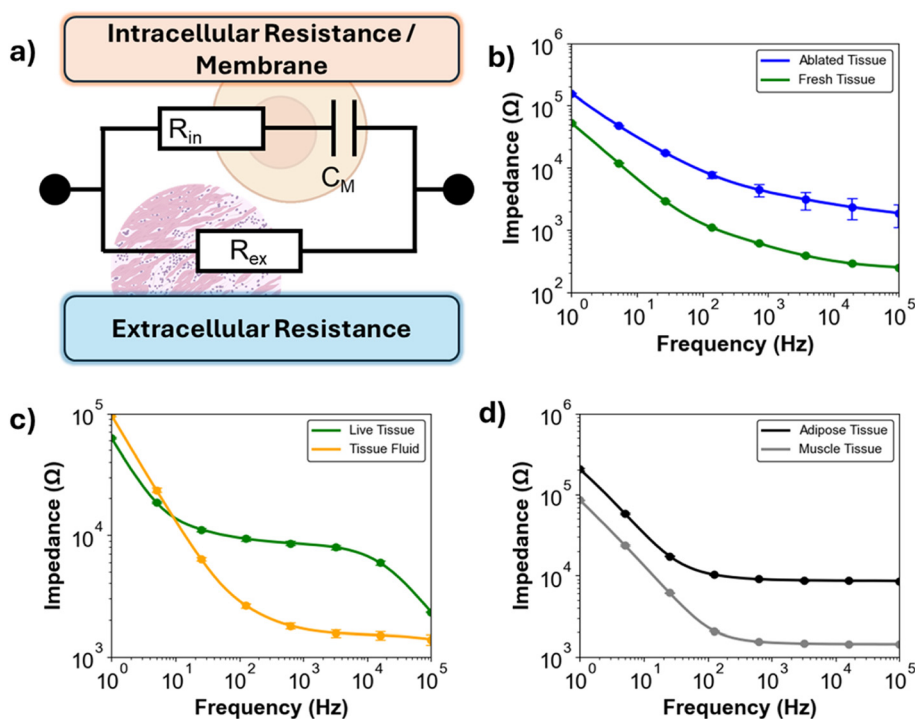 a)
Intracellular Resistance /
Membrane
R_in
C_M
R_ex
Extracellular Resistance
b)
Impedance (Ω)
10^6
10^5
10^4
10^3
10^2
Ablated Tissue
Fresh Tissue
10^0 10^1 10^2 10^3 10^4 10^5
Frequency (Hz)
c)
Impedance (Ω)
10^5
10^4
10^3
Live Tissue
Tissue Fluid
10^0 10^1 10^2 10^3 10^4 10^5
Frequency (Hz)
d)
Impedance (Ω)
10^6
10^5
10^4
10^3
Adipose Tissue
Muscle Tissue
10^0 10^1 10^2 10^3 10^4 10^5
Frequency (Hz)